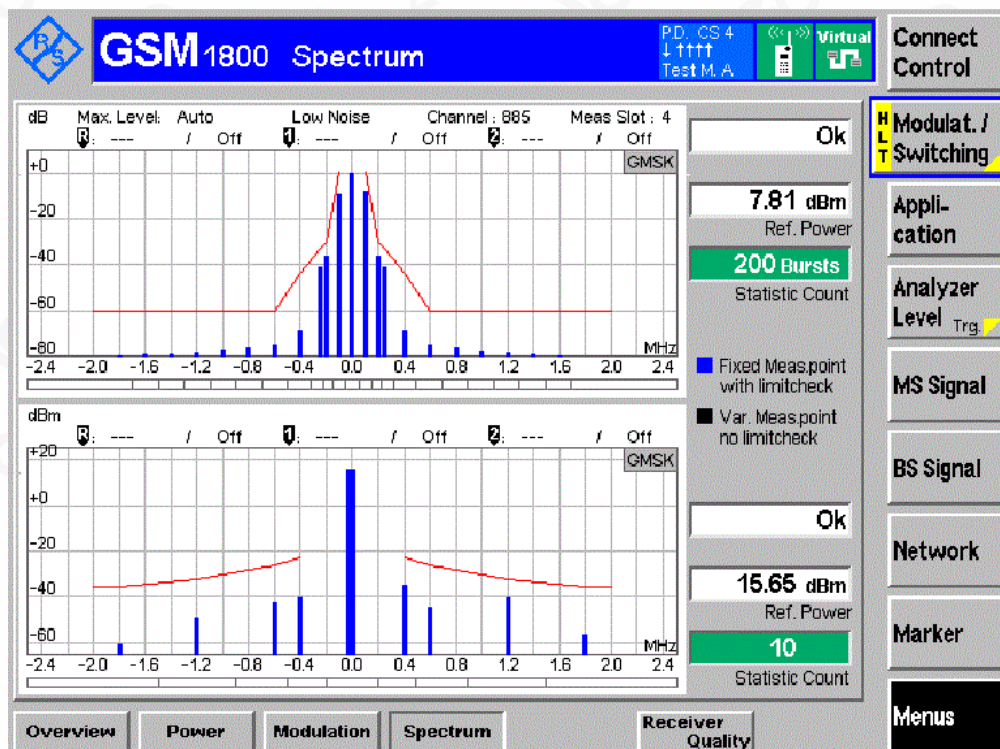 R/S
GSM 1800 Spectrum
P.D. CS 4
↓ ↑↑↑↑
Test M. A.
Virtual
Connect Control
HLT
Modulat. / Switching
Appli-
cation
Analyzer Level Trg.
MS Signal
BS Signal
Network
Marker
Menus
dB Max. Level: Auto Low Noise Channel : 885 Meas Slot : 4
R: --- / Off 1: --- / Off 2: --- / Off
GMSK
+0
-20
-40
-60
-80
MHz
-2.4 -2.0 -1.6 -1.2 -0.8 -0.4 0.0 0.4 0.8 1.2 1.6 2.0 2.4
Ok
7.81 dBm
Ref. Power
200 Bursts
Statistic Count
Fixed Meas.point
with limitcheck
Var. Meas.point
no limitcheck
dBm
R: --- / Off 1: --- / Off 2: --- / Off
GMSK
+20
+0
-20
-40
-60
MHz
-2.4 -2.0 -1.6 -1.2 -0.8 -0.4 0.0 0.4 0.8 1.2 1.6 2.0 2.4
Ok
15.65 dBm
Ref. Power
10
Statistic Count
Overview
Power
Modulation
Spectrum
Receiver
Quality